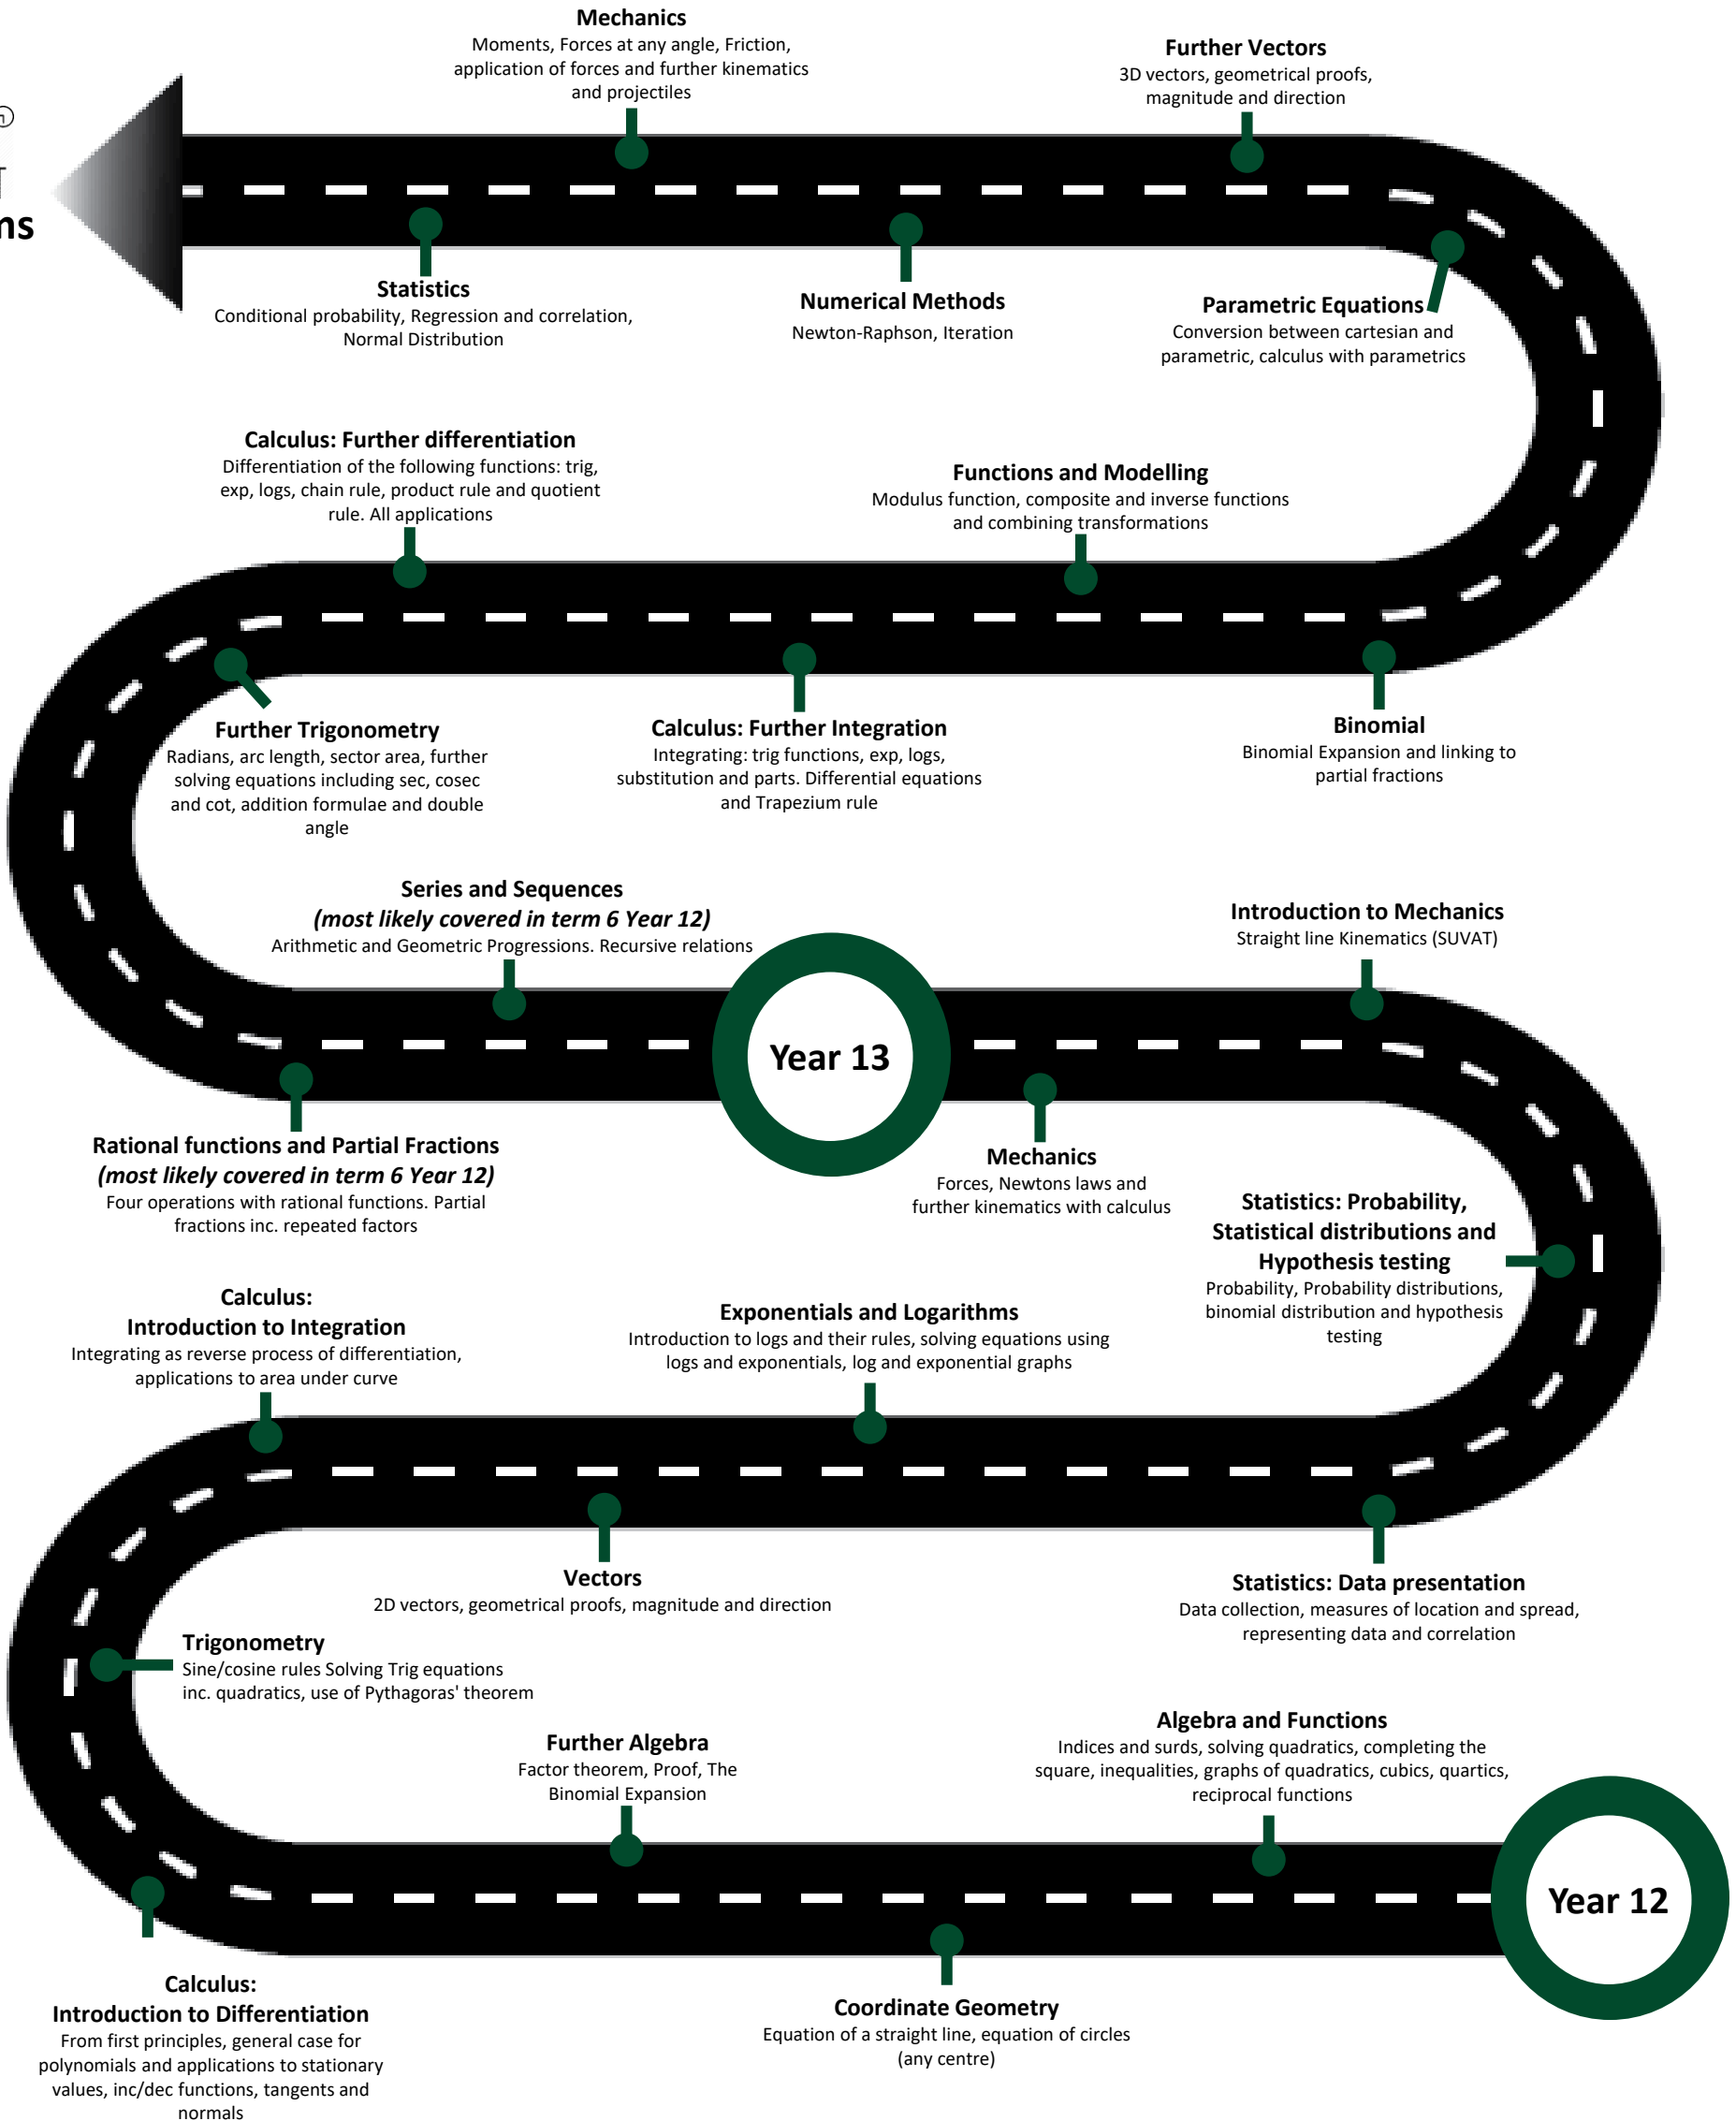 Mechanics
Moments, Forces at any angle, Friction,
application of forces and further kinematics
and projectiles
Further Vectors
3D vectors, geometrical proofs,
magnitude and direction
Statistics
Conditional probability, Regression and correlation,
Normal Distribution
Numerical Methods
Newton-Raphson, Iteration
Parametric Equations
Conversion between cartesian and
parametric, calculus with parametrics
Calculus: Further differentiation
Differentiation of the following functions: trig,
exp, logs, chain rule, product rule and quotient
rule. All applications
Functions and Modelling
Modulus function, composite and inverse functions
and combining transformations
Further Trigonometry
Radians, arc length, sector area, further
solving equations including sec, cosec
and cot, addition formulae and double
angle
Calculus: Further Integration
Integrating: trig functions, exp, logs,
substitution and parts. Differential equations
and Trapezium rule
Binomial
Binomial Expansion and linking to
partial fractions
Series and Sequences
(most likely covered in term 6 Year 12)
Arithmetic and Geometric Progressions. Recursive relations
Introduction to Mechanics
Straight line Kinematics (SUVAT)
Year 13
Rational functions and Partial Fractions
(most likely covered in term 6 Year 12)
Four operations with rational functions. Partial
fractions inc. repeated factors
Mechanics
Forces, Newtons laws and
further kinematics with calculus
Statistics: Probability,
Statistical distributions and
Hypothesis testing
Probability, Probability distributions,
binomial distribution and hypothesis
testing
Calculus:
Introduction to Integration
Integrating as reverse process of differentiation,
applications to area under curve
Exponentials and Logarithms
Introduction to logs and their rules, solving equations using
logs and exponentials, log and exponential graphs
Vectors
2D vectors, geometrical proofs, magnitude and direction
Statistics: Data presentation
Data collection, measures of location and spread,
representing data and correlation
Trigonometry
Sine/cosine rules Solving Trig equations
inc. quadratics, use of Pythagoras' theorem
Further Algebra
Factor theorem, Proof, The
Binomial Expansion
Algebra and Functions
Indices and surds, solving quadratics, completing the
square, inequalities, graphs of quadratics, cubics, quartics,
reciprocal functions
Year 12
Calculus:
Introduction to Differentiation
From first principles, general case for
polynomials and applications to stationary
values, inc/dec functions, tangents and
normals
Coordinate Geometry
Equation of a straight line, equation of circles
(any centre)